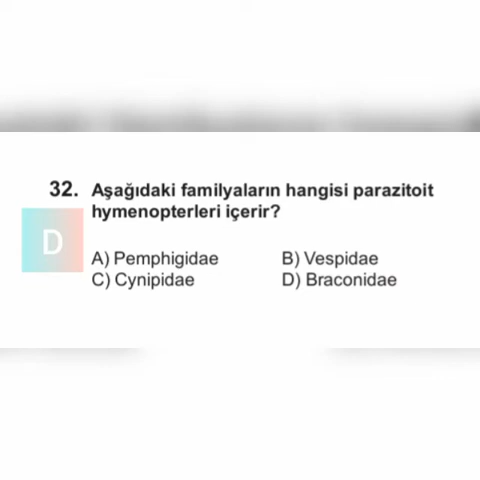 32. Aşağıdaki familyaların hangisi parazitoit
hymenopterleri içerir?
D
A) Pemphigidae B) Vespidae
C) Cynipidae D) Braconidae